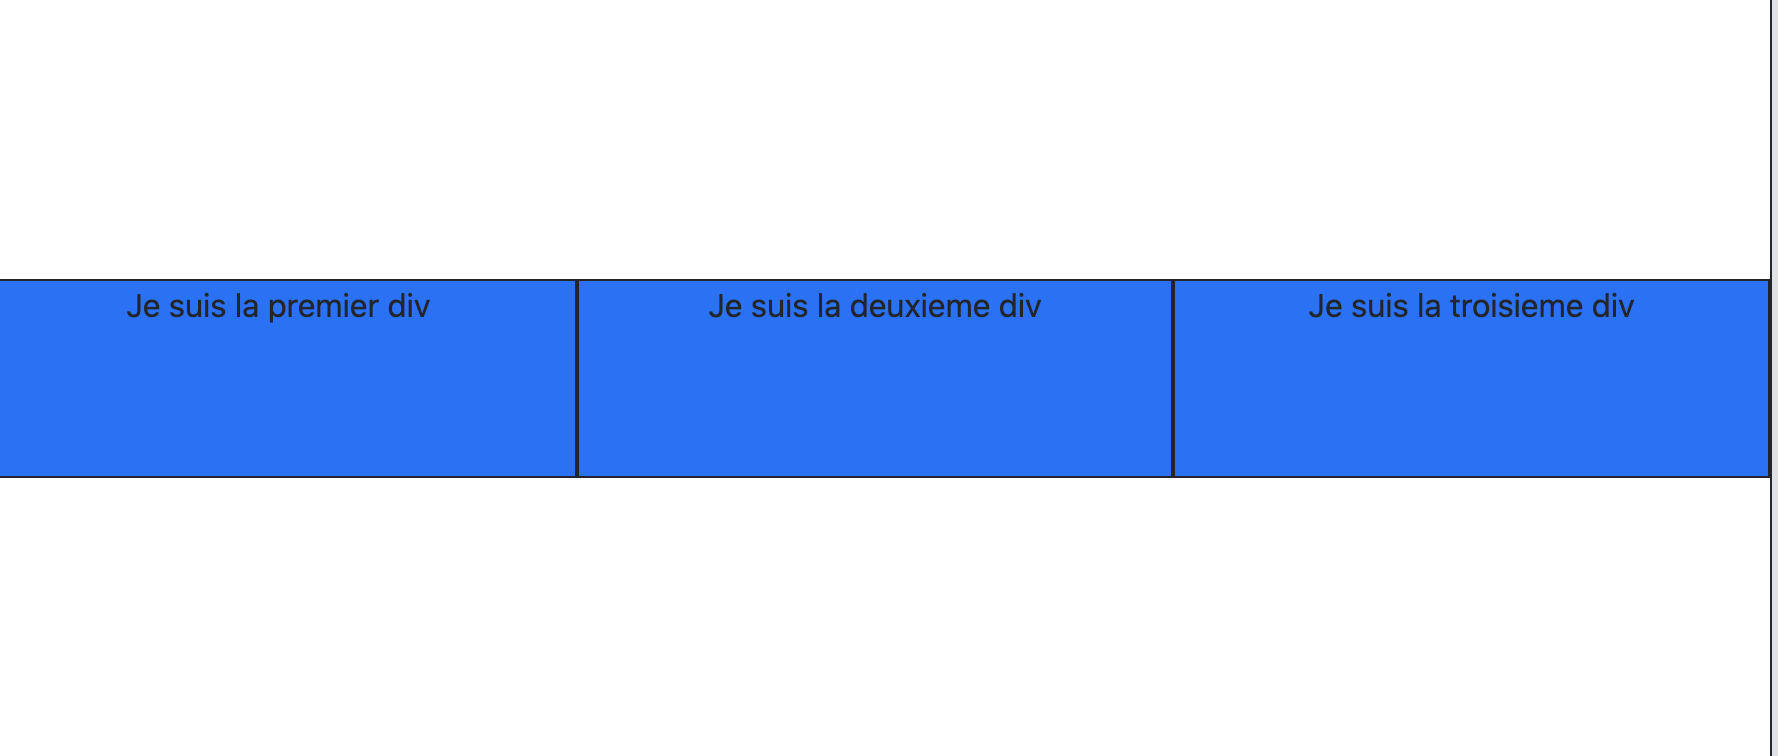 Je suis la premier div
Je suis la deuxieme div
Je suis la troisieme div